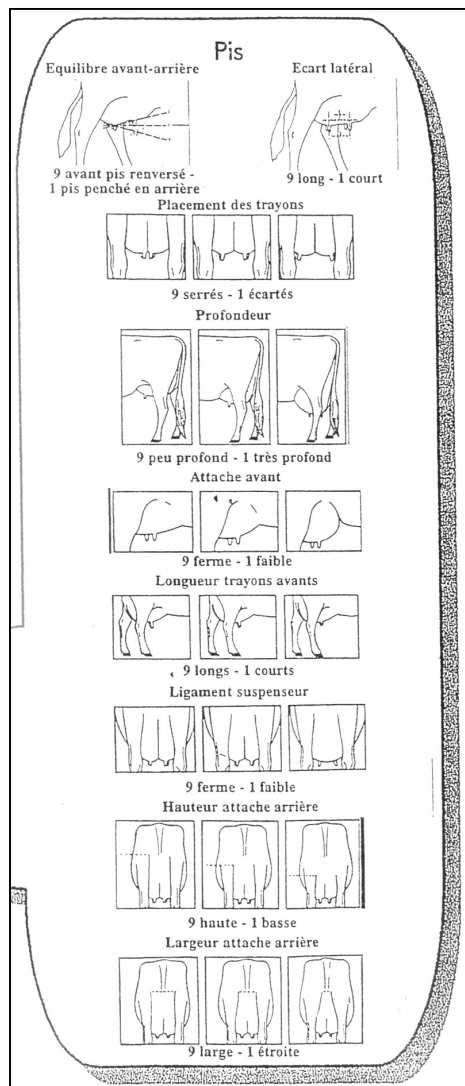 Pis
Equilibre avant-arrière
Ecart latéral
9 avant pis renversé -
1 pis penché en arrière
9 long - 1 court
Placement des trayons
9 serrés - 1 écartés
Profondeur
9 peu profond - 1 très profond
Attache avant
9 ferme - 1 faible
Longueur trayons avants
9 longs - 1 courts
Ligament suspenseur
9 ferme - 1 faible
Hauteur attache arrière
9 haute - 1 basse
Largeur attache arrière
9 large - 1 étroite